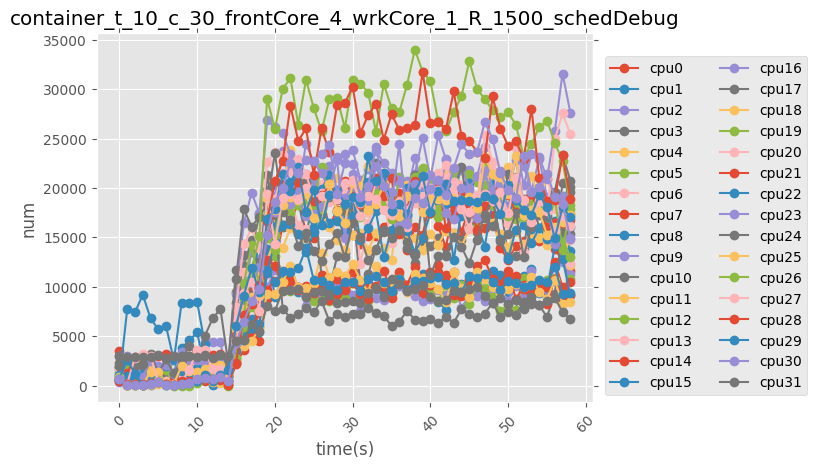 container_t_10_c_30_frontCore_4_wrkCore_1_R_1500_schedDebug
35000
30000
25000
20000
15000
10000
5000
0
num
0
10
20
30
40
50
60
time(s)
cpu0
cpu1
cpu2
cpu3
cpu4
cpu5
cpu6
cpu7
cpu8
cpu9
cpu10
cpu11
cpu12
cpu13
cpu14
cpu15
cpu16
cpu17
cpu18
cpu19
cpu20
cpu21
cpu22
cpu23
cpu24
cpu25
cpu26
cpu27
cpu28
cpu29
cpu30
cpu31